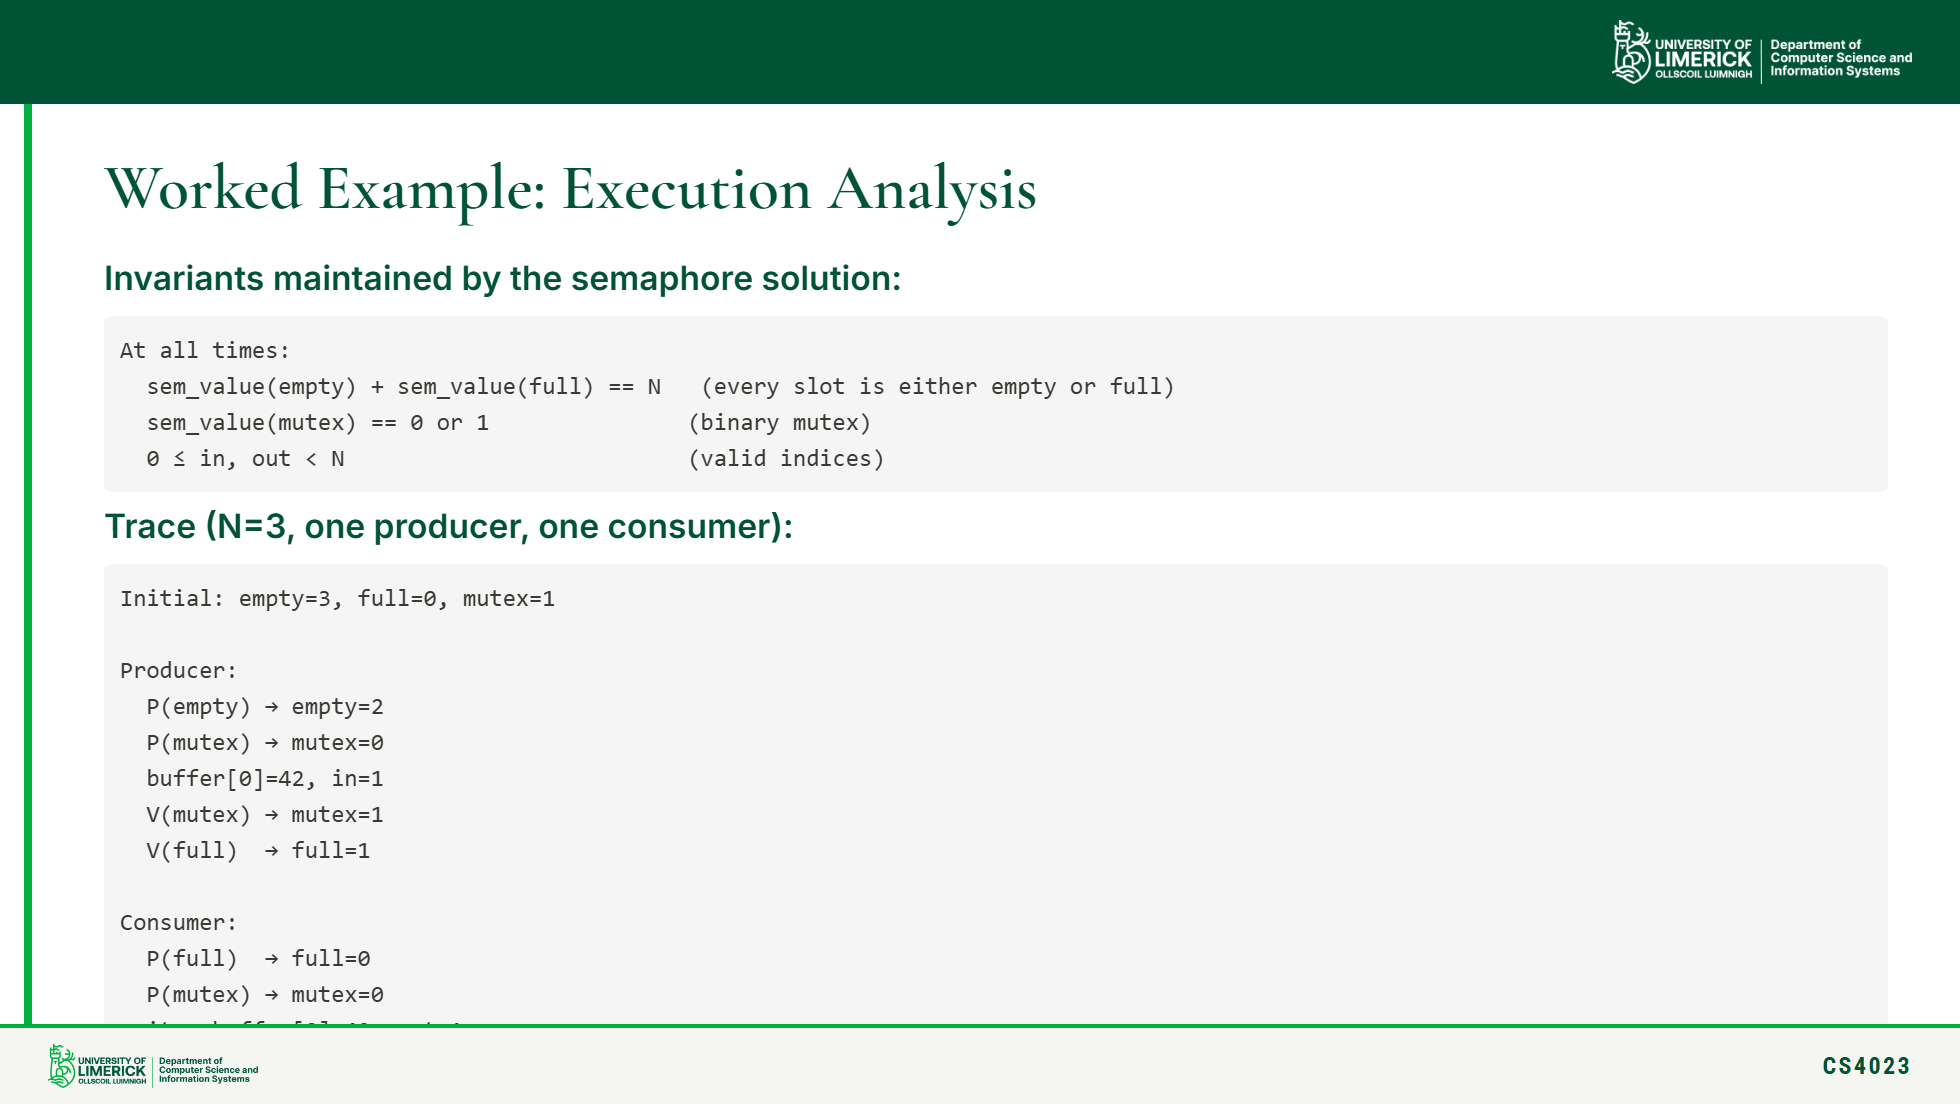 UNIVERSITY OF
LIMERICK
OLLSCOIL LUIMNIGH
Department of
Computer Science and
Information Systems
Worked Example: Execution Analysis
Invariants maintained by the semaphore solution:
At all times:
sem_value(empty) + sem_value(full) == N (every slot is either empty or full)
sem_value(mutex) == 0 or 1 (binary mutex)
0 ≤ in, out < N (valid indices)
Trace (N=3, one producer, one consumer):
Initial: empty=3, full=0, mutex=1
Producer:
P(empty) → empty=2
P(mutex) → mutex=0
buffer[0]=42, in=1
V(mutex) → mutex=1
V(full) → full=1
Consumer:
P(full) → full=0
P(mutex) → mutex=0
UNIVERSITY OF
LIMERICK
OLLSCOIL LUIMNIGH
Department of
Computer Science and
Information Systems
CS4023